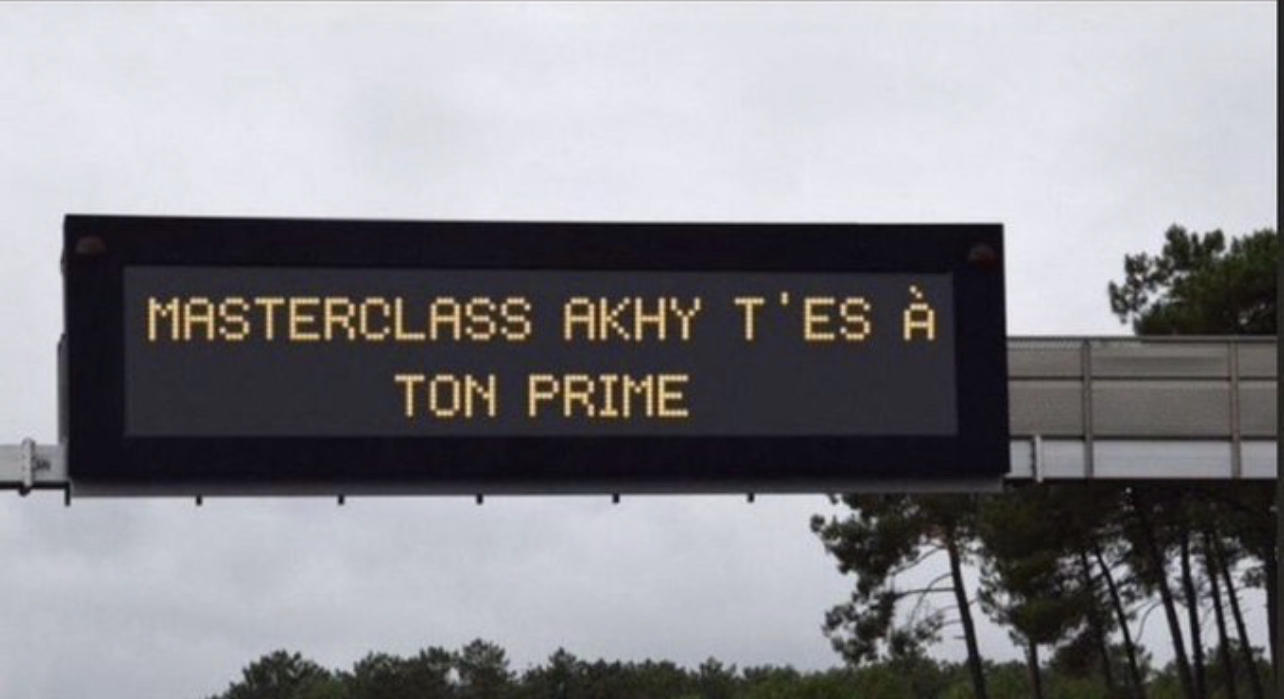 MASTERCLASS AKHY T'ES À
TON PRIME